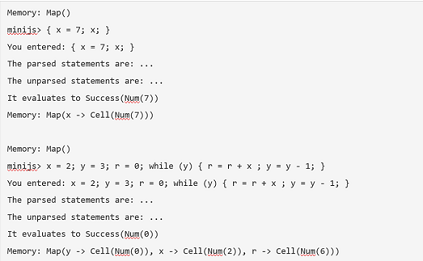 Memory: Map()
minijs> { x = 7; x; }
You entered: { x = 7; x; }
The parsed statements are: ...
The unparsed statements are: ...
It evaluates to Success(Num(7))
Memory: Map(x -> Cell(Num(7)))
Memory: Map()
minijs> x = 2; y = 3; r = 0; while (y) { r = r + x ; y = y - 1; }
You entered: x = 2; y = 3; r = 0; while (y) { r = r + x ; y = y - 1; }
The parsed statements are: ...
The unparsed statements are: ...
It evaluates to Success(Num(0))
Memory: Map(y -> Cell(Num(0)), x -> Cell(Num(2)), r -> Cell(Num(6)))